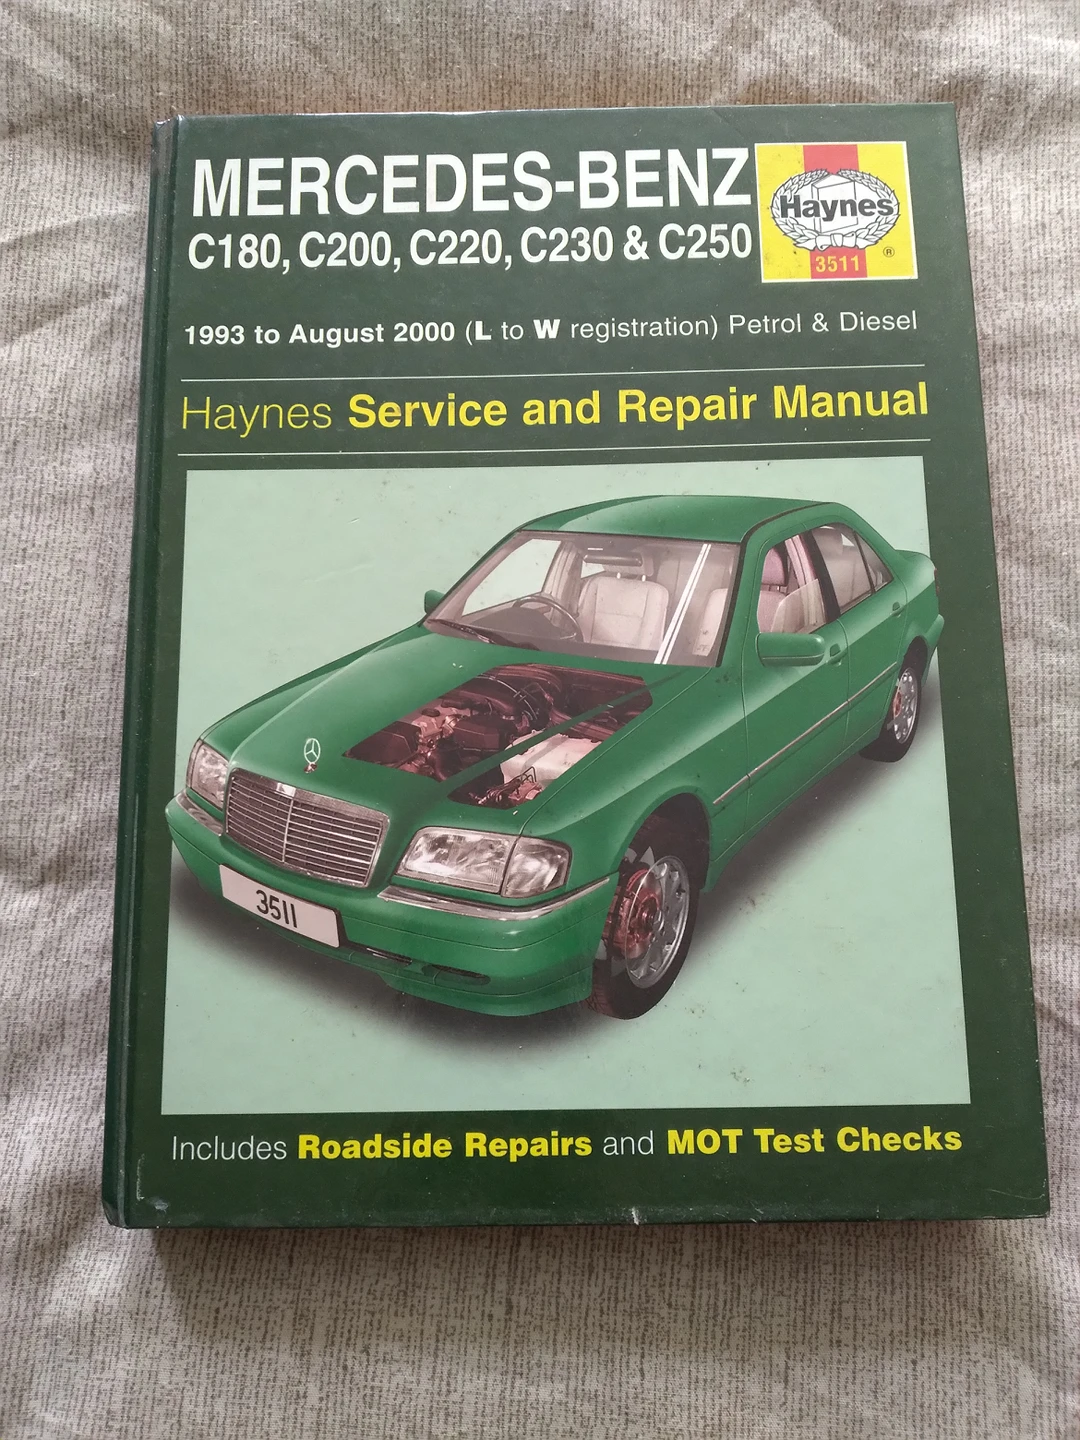 MERCEDES-BENZ
C180, C200, C220, C230 & C250
Haynes
3511
®
1993 to August 2000 (L to W registration) Petrol & Diesel
Haynes Service and Repair Manual
3511
Includes Roadside Repairs and MOT Test Checks